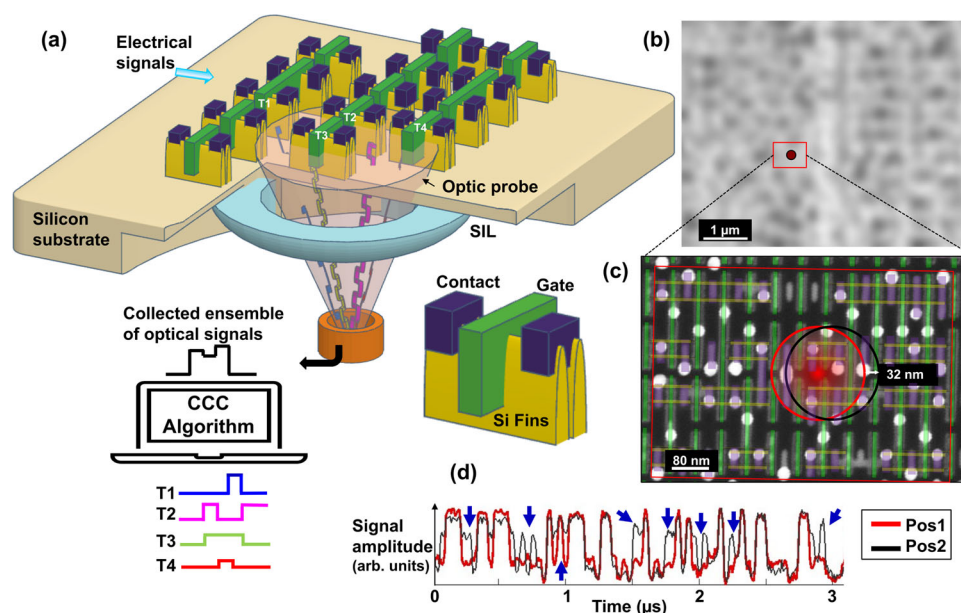 (a)
Electrical
signals
T1
T2
T3
T4
Optic probe
Silicon
substrate
SIL
Collected ensemble
of optical signals
CCC
Algorithm
T1
T2
T3
T4
Contact
Gate
Si Fins
(b)
1 μm
(c)
32 nm
80 nm
(d)
Signal
amplitude
(arb. units)
Pos1
Pos2
0
1
2
3
Time (μs)